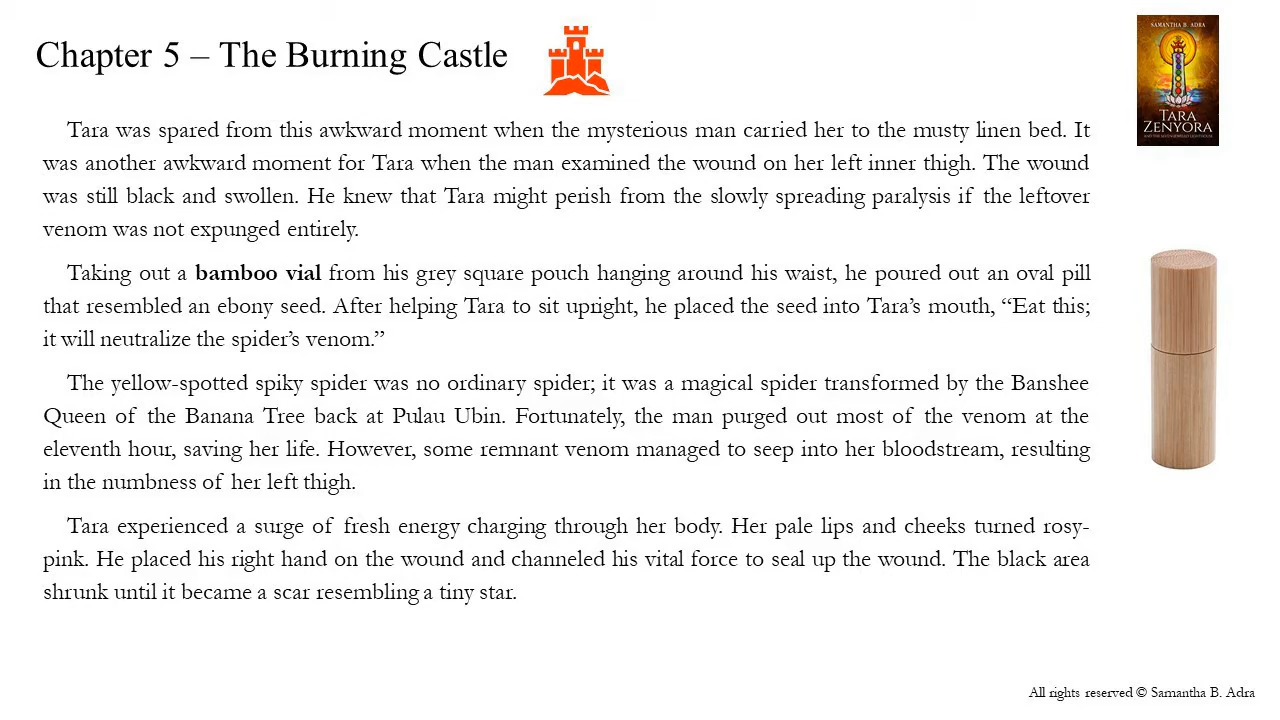 Chapter 5 – The Burning Castle
SAMANTHA B. ADRA
TARA
ZENYORA
Tara was spared from this awkward moment when the mysterious man carried her to the musty linen bed. It
was another awkward moment for Tara when the man examined the wound on her left inner thigh. The wound
was still black and swollen. He knew that Tara might perish from the slowly spreading paralysis if the leftover
venom was not expunged entirely.
Taking out a bamboo vial from his grey square pouch hanging around his waist, he poured out an oval pill
that resembled an ebony seed. After helping Tara to sit upright, he placed the seed into Tara’s mouth, “Eat this;
it will neutralize the spider’s venom.”
The yellow-spotted spiky spider was no ordinary spider; it was a magical spider transformed by the Banshee
Queen of the Banana Tree back at Pulau Ubin. Fortunately, the man purged out most of the venom at the
eleventh hour, saving her life. However, some remnant venom managed to seep into her bloodstream, resulting
in the numbness of her left thigh.
Tara experienced a surge of fresh energy charging through her body. Her pale lips and cheeks turned rosy-
pink. He placed his right hand on the wound and channeled his vital force to seal up the wound. The black area
shrunk until it became a scar resembling a tiny star.
All rights reserved © Samantha B. Adra